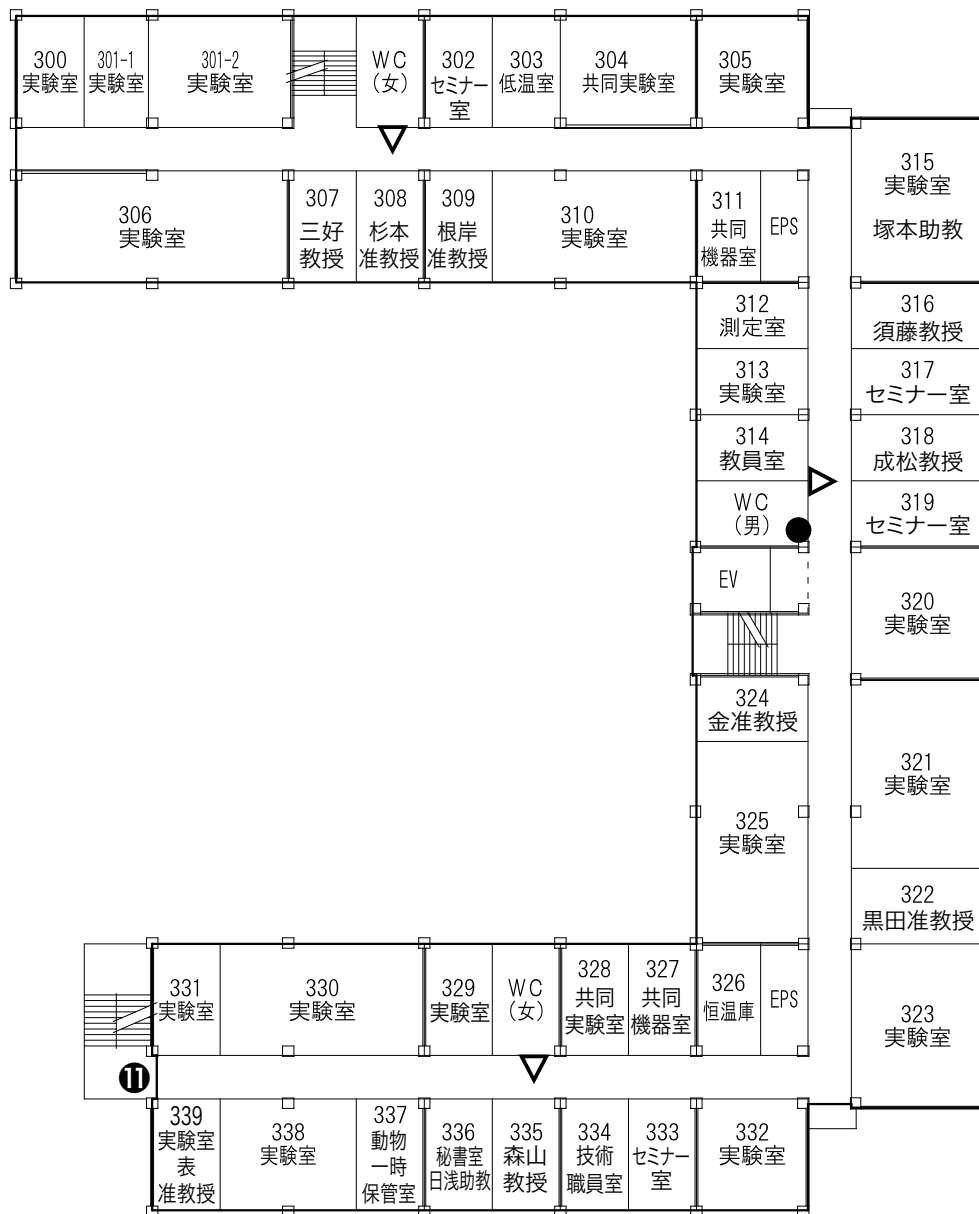 300
実験室
301-1
実験室
301-2
実験室
WC
(女)
302
セミナー
室
303
低温室
304
共同実験室
305
実験室
306
実験室
307
三好
教授
308
杉本
准教授
309
根岸
准教授
310
実験室
311
共同
機器室
EPS
315
実験室
塚本助教
312
測定室
313
実験室
314
教員室
WC
(男)
EV
316
須藤教授
317
セミナー室
318
成松教授
319
セミナー室
320
実験室
324
金准教授
325
実験室
321
実験室
322
黒田准教授
323
実験室
331
実験室
330
実験室
329
実験室
WC
(女)
328
共同
実験室
327
共同
機器室
326
恒温庫
EPS
11
339
実験室
表
准教授
338
実験室
337
動物
一時
保管室
336
秘書室
日浅助教
335
森山
教授
334
技術
職員室
333
セミナー
室
332
実験室